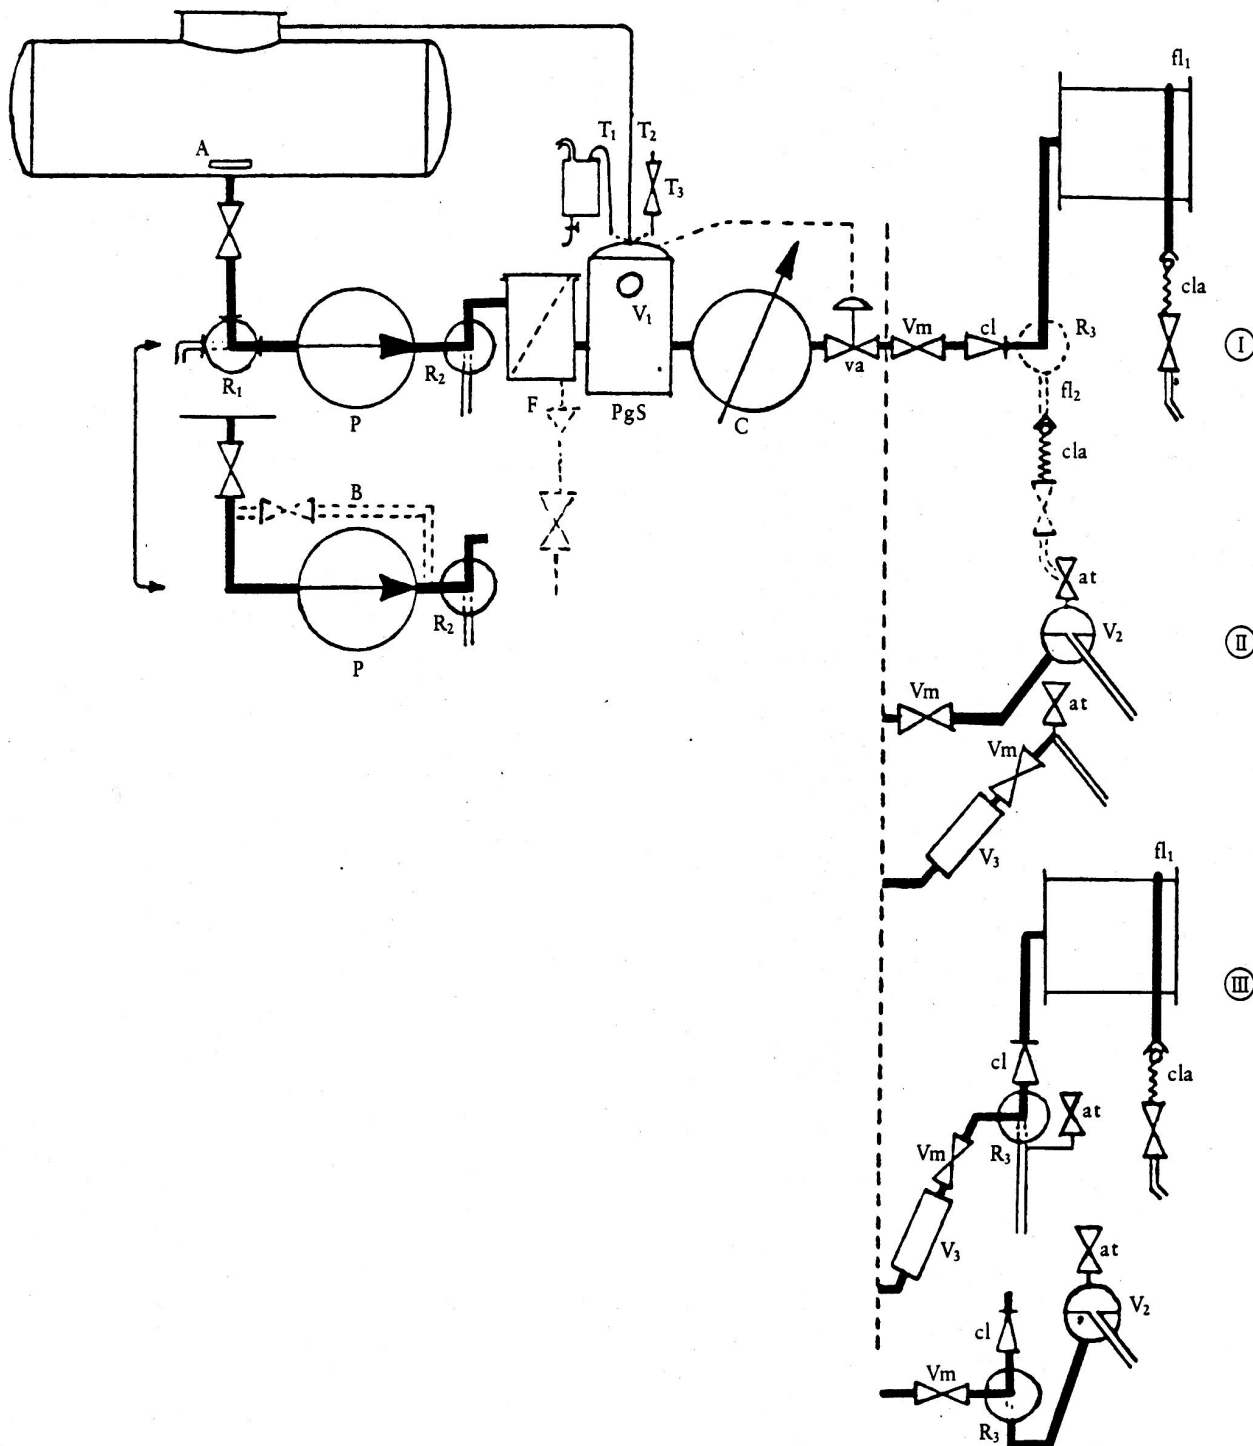 fl₁
A
T₁ T₂
T₃
cla
V₁
Vm cl R₃ I
R₁ R₂ va
F PgS fl₂
P C
cla
B
at
R₂ V₂ II
P
Vm
at
Vm
V₃
fl₁
III
cl
cla
at
Vm R₃
V₃
at
V₂
cl
Vm
R₃